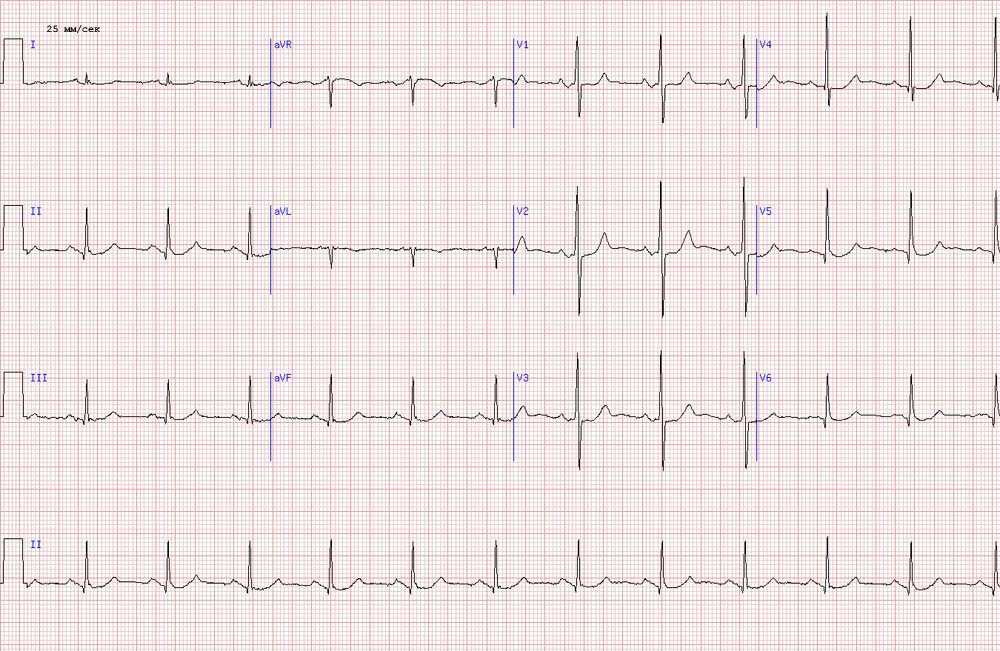 25 мм/сек
I aVR V1 V4
II aVL V2 V5
III aVF V3 V6
II